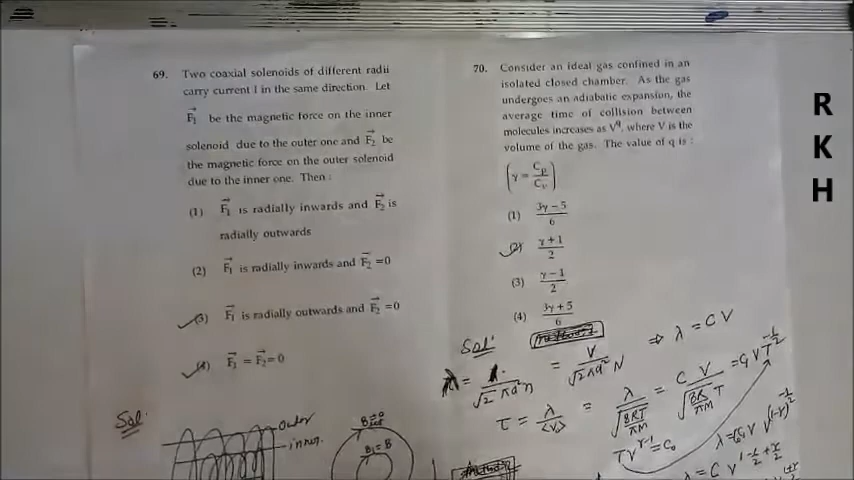 69. Two coaxial solenoids of different radii
carry current I in the same direction. Let
F₁ be the magnetic force on the inner
solenoid due to the outer one and F₂ be
the magnetic force on the outer solenoid
due to the inner one. Then :
(1) F₁ is radially inwards and F₂ is
radially outwards
(2) F₁ is radially inwards and F₂ =0
(3) F₁ is radially outwards and F₂ =0
(4) F₁ = F₂ =0
Sol.
outer
inner.
B₁=B
70. Consider an ideal gas confined in an
isolated closed chamber. As the gas
undergoes an adiabatic expansion, the
average time of collision between
molecules increases as V^q, where V is the
volume of the gas. The value of q is :
(γ = Cp/Cv)
(1) 3γ−5/6
(2) γ+1/2
(3) γ−1/2
(4) 3γ+5/6
Sol.
= V/√2πd²N ⇒ λ = CV
τ = λ/<v> = λ/√(8RT/πM) = C V
R
K
H